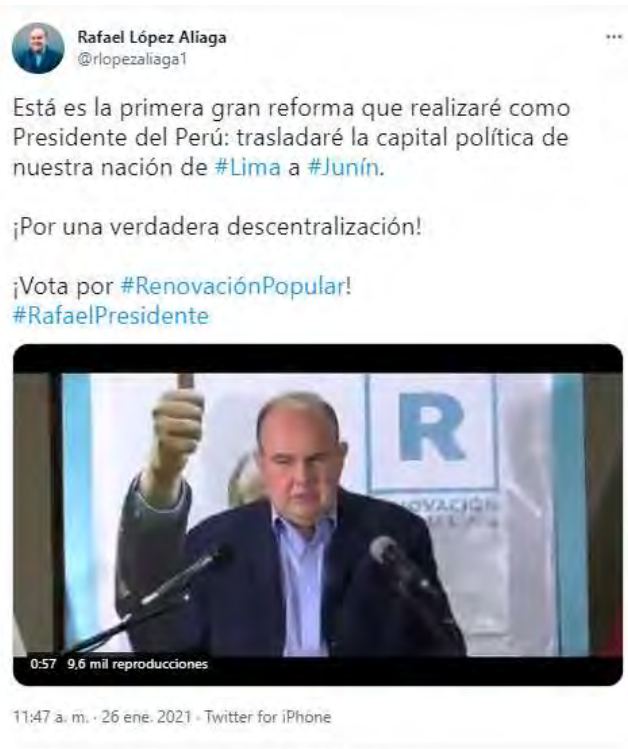 Rafael López Aliaga
@rlopezaliaga1
Está es la primera gran reforma que realizaré como
Presidente del Perú: trasladaré la capital política de
nuestra nación de #Lima a #Junín.
¡Por una verdadera descentralización!
¡Vota por #RenovaciónPopular!
#RafaelPresidente
R
0:57 9,6 mil reproducciones
11:47 a. m. · 26 ene. 2021 · Twitter for iPhone